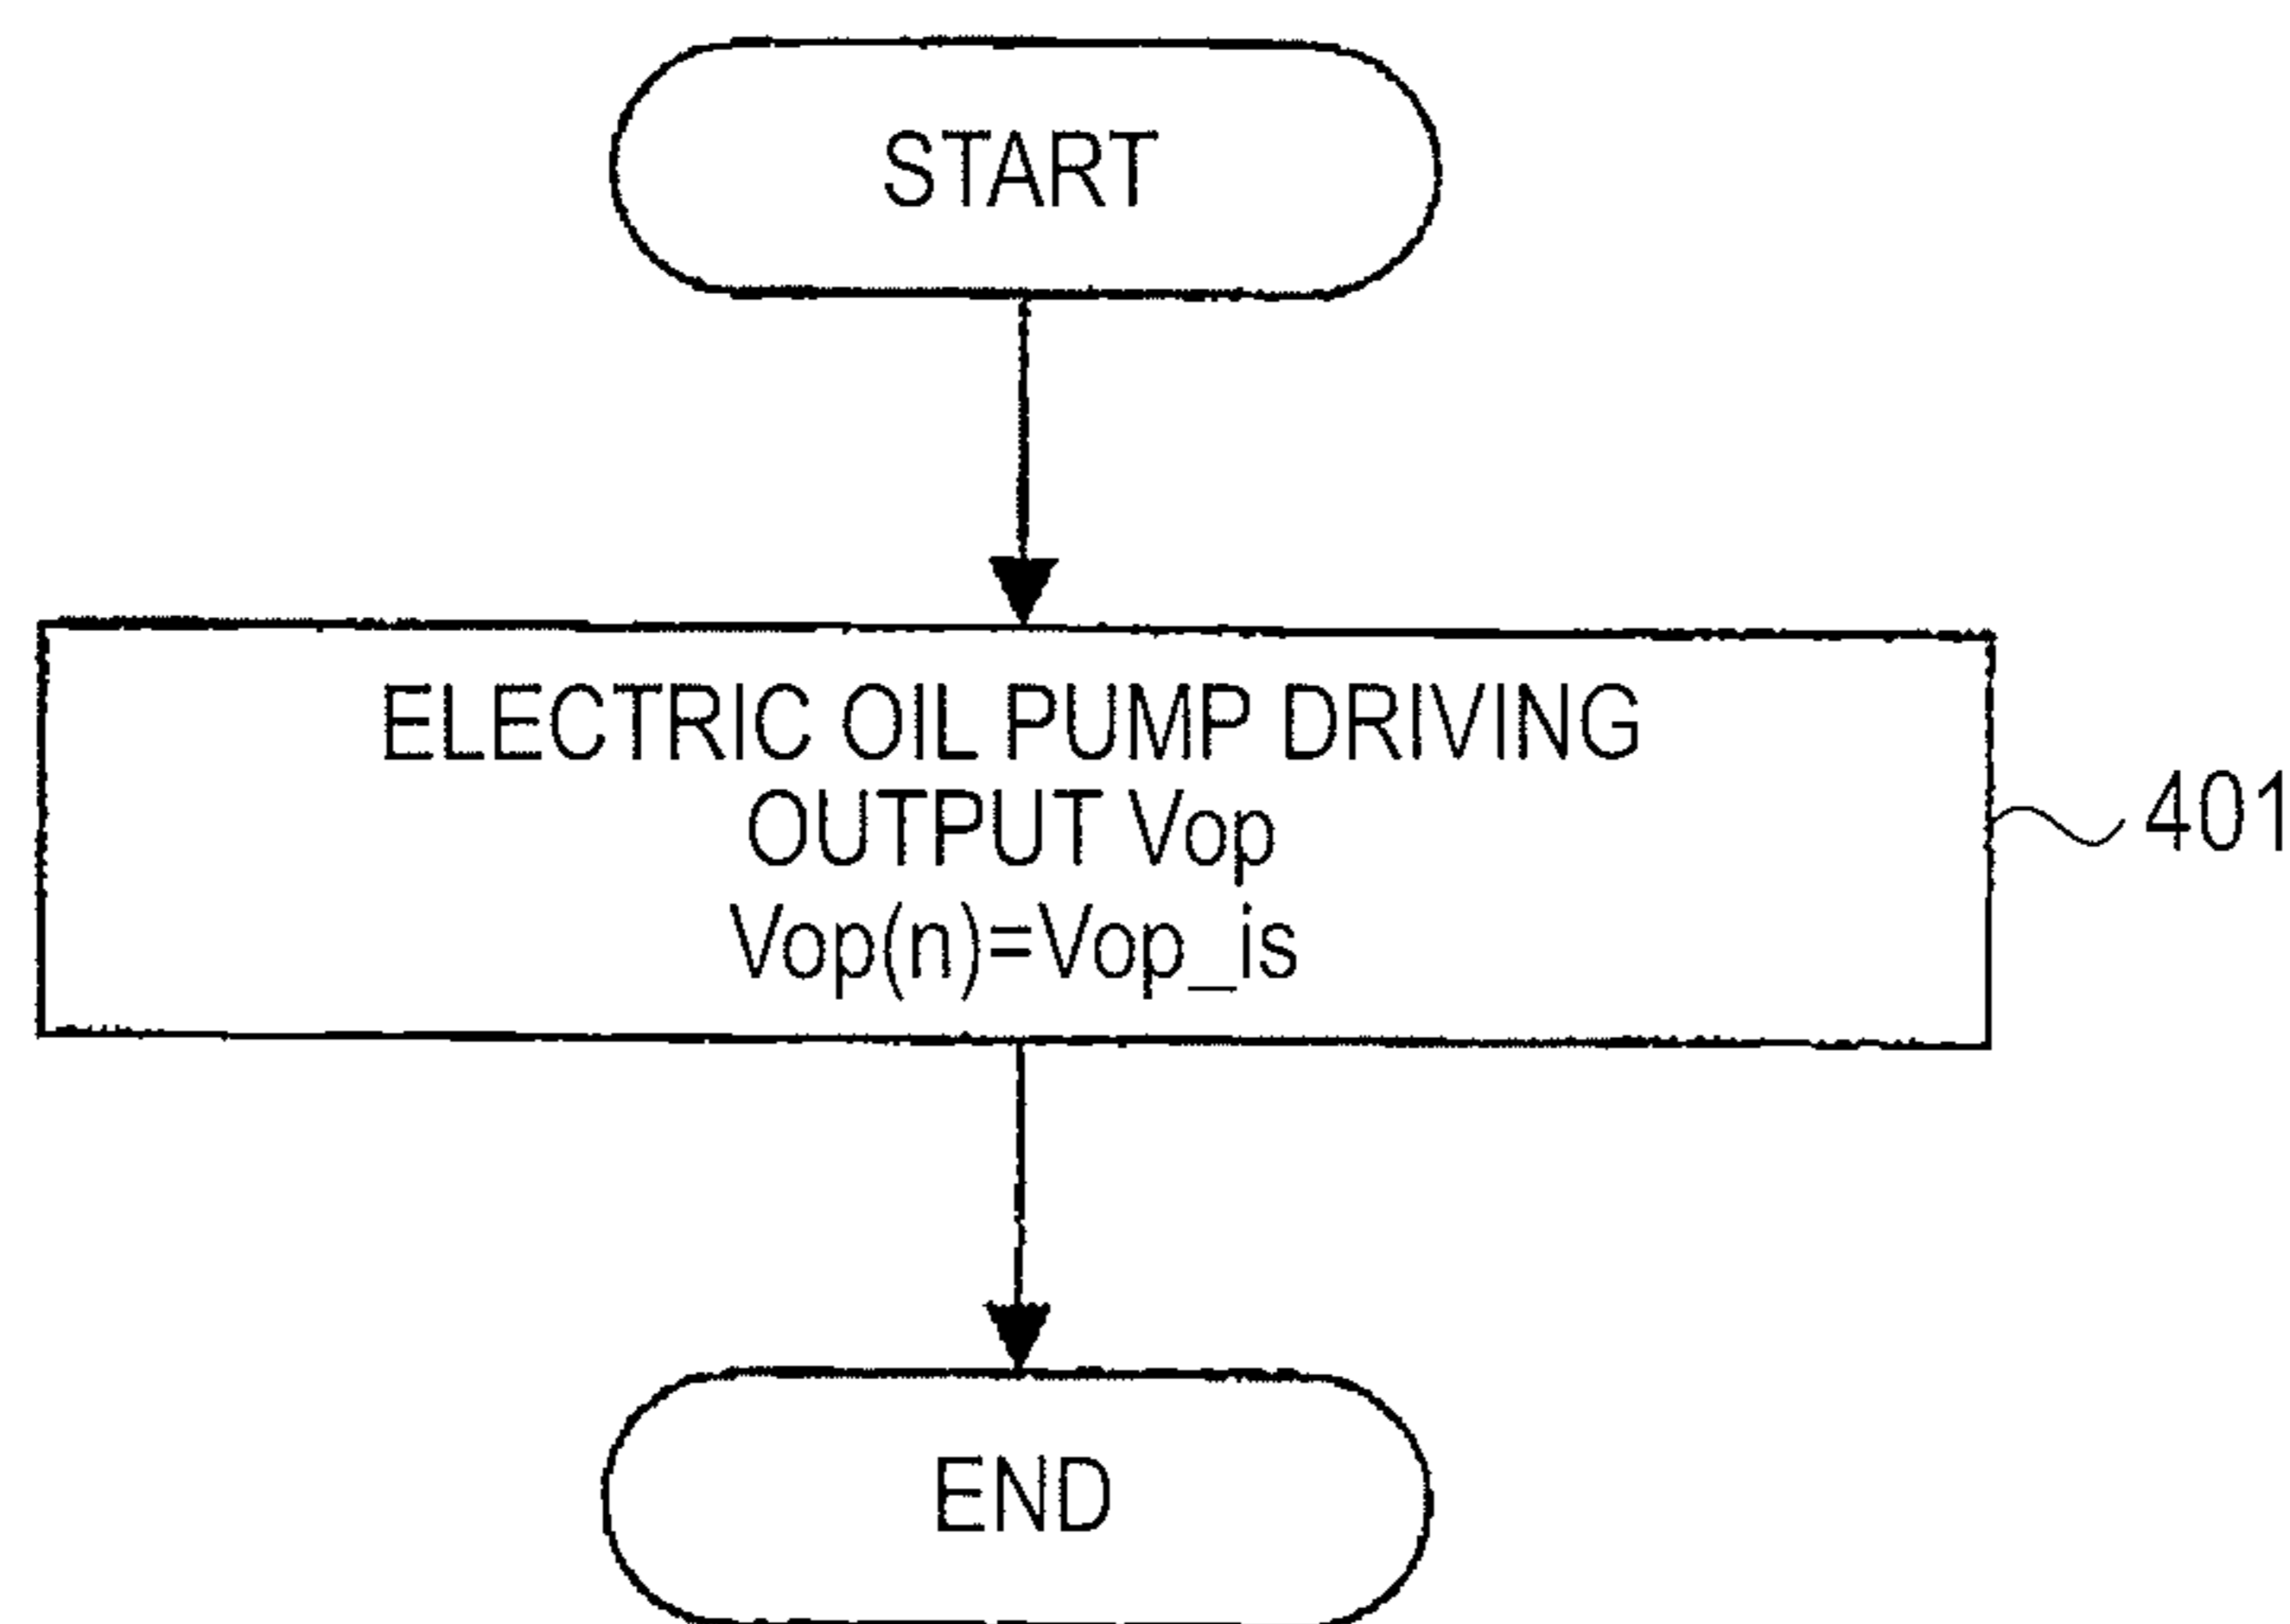 START
ELECTRIC OIL PUMP DRIVING
OUTPUT Vop
Vop(n)=Vop_is
401
END